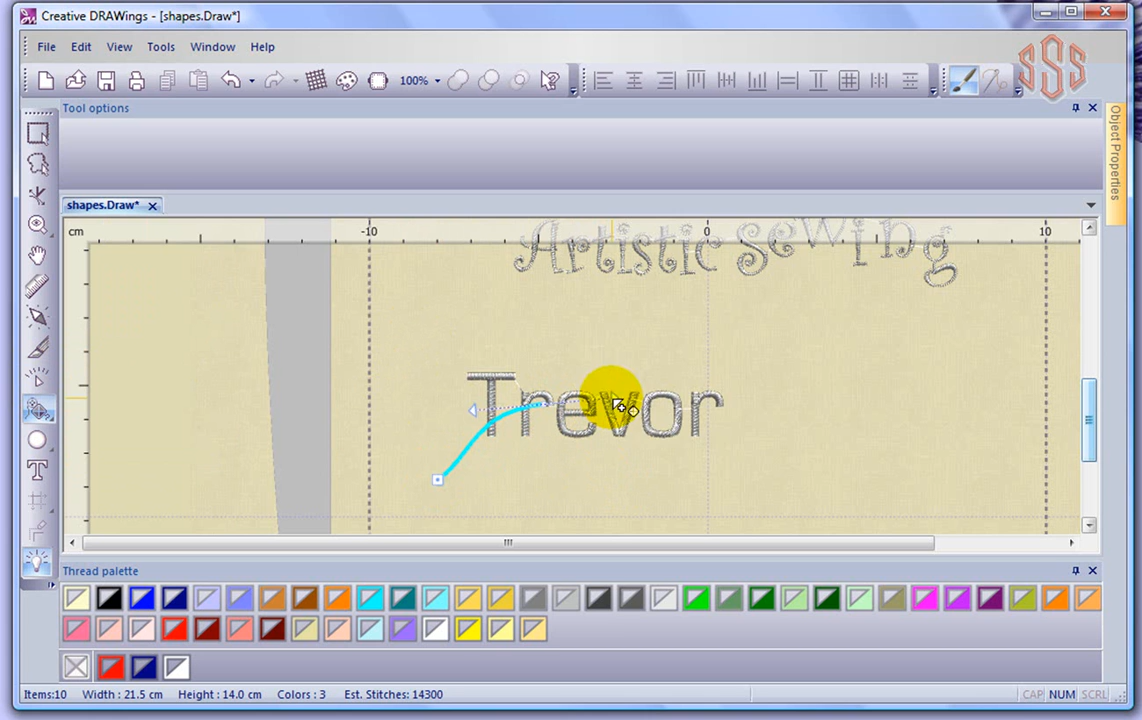 Creative DRAWings - [shapes.Draw*]
File Edit View Tools Window Help
100%
SSS
Tool options
Object Properties
shapes.Draw*
cm -10 0 10
Artistic Sewing
Trevor
Thread palette
Items:10 Width : 21.5 cm Height : 14.0 cm Colors : 3 Est. Stitches: 14300 CAP NUM SCRL